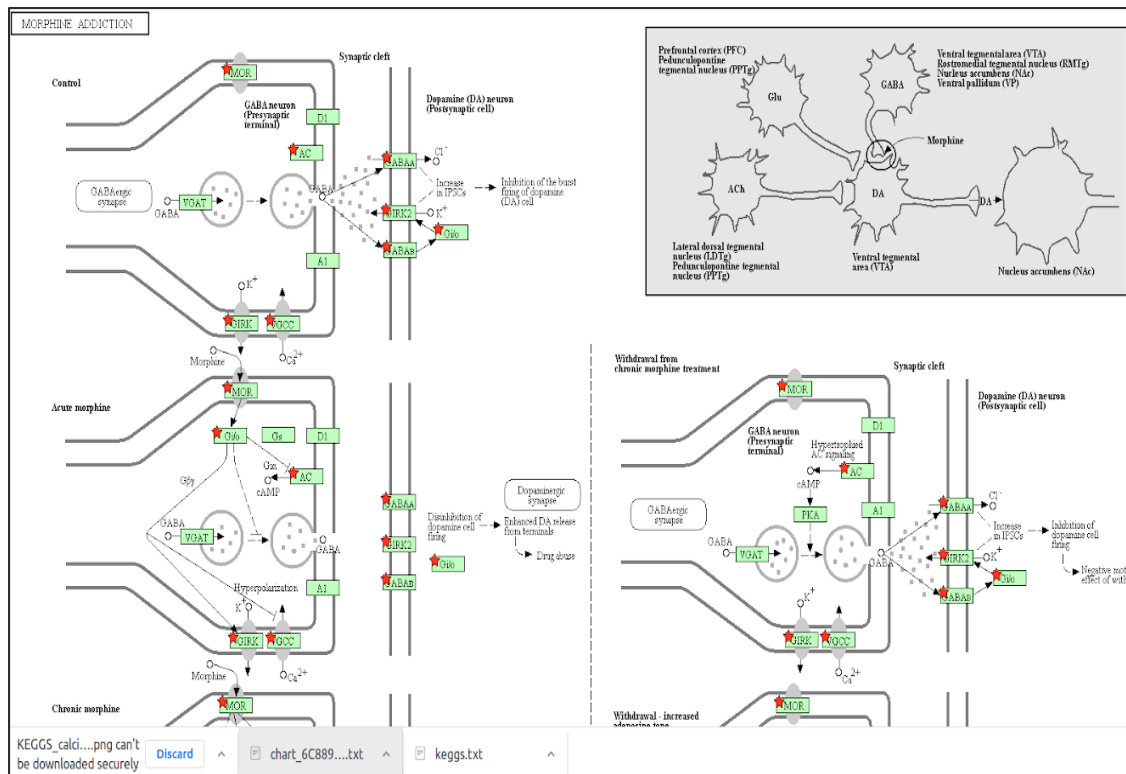 MORPHINE ADDICTION
Control
MOR
Synaptic cleft
GABA neuron
(Presynaptic
terminal)
Dopamine (DA) neuron
(Postsynaptic cell)
D1
AC
GABAergic
synapse
VGAT
GABA
GABA
GABAA
Cl-
Increase
in IPSCs
Inhibition of the burst
firing of dopamine
(DA) cell
GIRK2
K+
Gi/o
GABAB
A1
K+
GIRK
VGCC
Ca2+
Prefrontal cortex (PFC)
Pedunculopontine
tegmental nucleus (PPTg)
Glu
GABA
Ventral tegmental area (VTA)
Rostromedial tegmental nucleus (RMTg)
Nucleus accumbens (NAc)
Ventral pallidum (VP)
Morphine
ACh
DA
DA
Lateral dorsal tegmental
nucleus (LDTg)
Pedunculopontine tegmental
nucleus (PPTg)
Ventral tegmental
area (VTA)
Nucleus accumbens (NAc)
Morphine
Acute morphine
MOR
Gi/o
Gs
D1
Giα
AC
cAMP
Gβγ
GABA
VGAT
GABA
Hyperpolarization
A1
K+
GIRK
VGCC
Ca2+
GABAA
GIRK2
GABAB
Gi/o
Disinhibition of
dopamine cell
firing
Dopaminergic
synapse
Enhanced DA release
from terminals
Drug abuse
Withdrawal from
chronic morphine treatment
Synaptic cleft
MOR
GABA neuron
(Presynaptic
terminal)
Dopamine (DA) neuron
(Postsynaptic cell)
D1
Hypertrophied
AC signaling
AC
cAMP
PKA
A1
GABAergic
synapse
GABA
VGAT
GABA
GABAA
Cl-
Increase
in IPSCs
Inhibition of
dopamine cell
firing
GIRK2
K+
Gi/o
GABAB
Negative mot
effect of with
K+
GIRK
VGCC
Ca2+
Morphine
Chronic morphine
MOR
Withdrawal - increased
adenosine tone
MOR
KEGGS_calci....png can't
be downloaded securely
Discard
chart_6C889....txt
keggs.txt